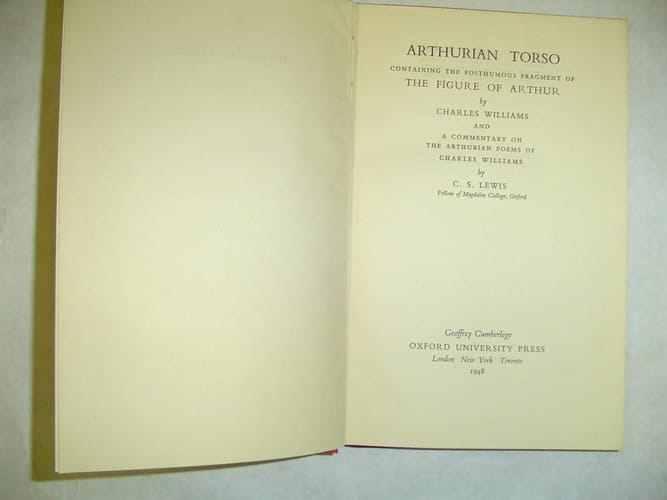 ARTHURIAN TORSO
CONTAINING THE POSTHUMOUS FRAGMENT OF
THE FIGURE OF ARTHUR
by
CHARLES WILLIAMS
AND
A COMMENTARY ON
THE ARTHURIAN POEMS OF
CHARLES WILLIAMS
by
C. S. LEWIS
Fellow of Magdalen College, Oxford
Geoffrey Cumberlege
OXFORD UNIVERSITY PRESS
London New York Toronto
1948